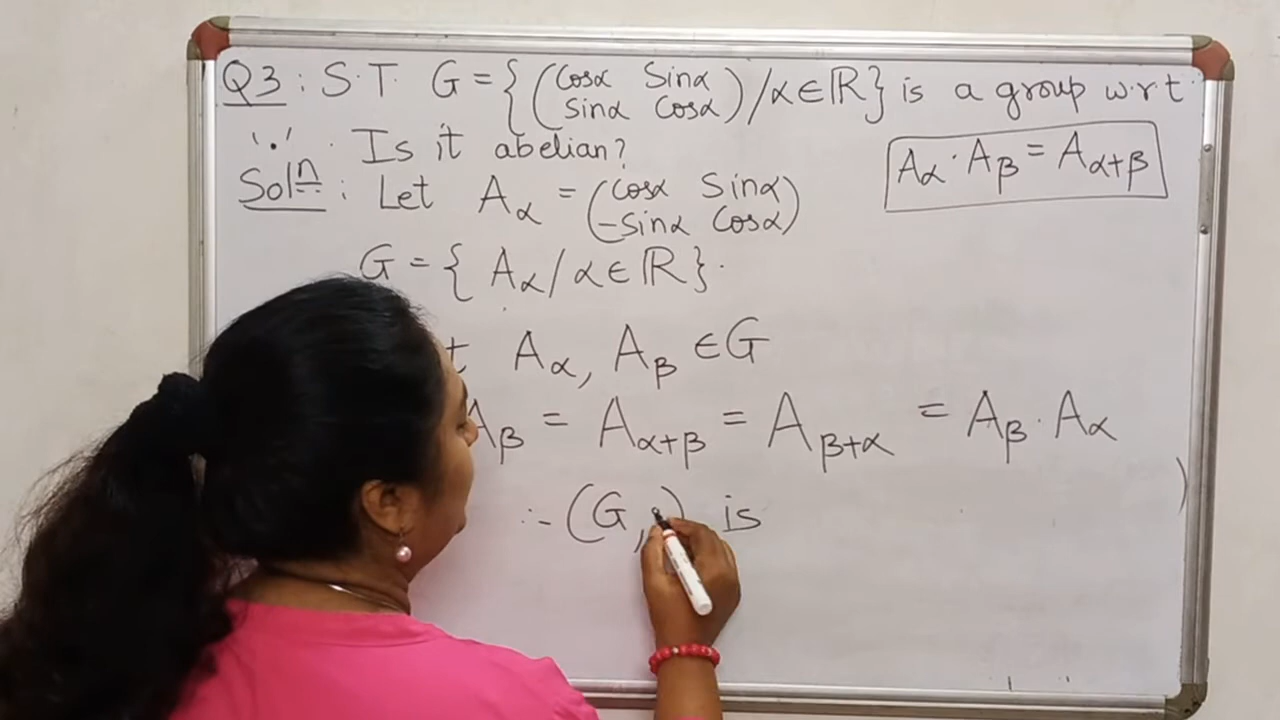 Q3 : S.T. G = { ( Cosα Sinα / Sinα Cosα ) / α ∈ ℝ } is a group w.r.t
'.' . Is it abelian?
Aα · Aβ = Aα+β
Solⁿ : Let Aα = ( Cosα Sinα / -Sinα Cosα )
G = { Aα / α ∈ ℝ } .
t Aα, Aβ ∈ G
Aβ = Aα+β = Aβ+α = Aβ · Aα
∴ (G, ) is